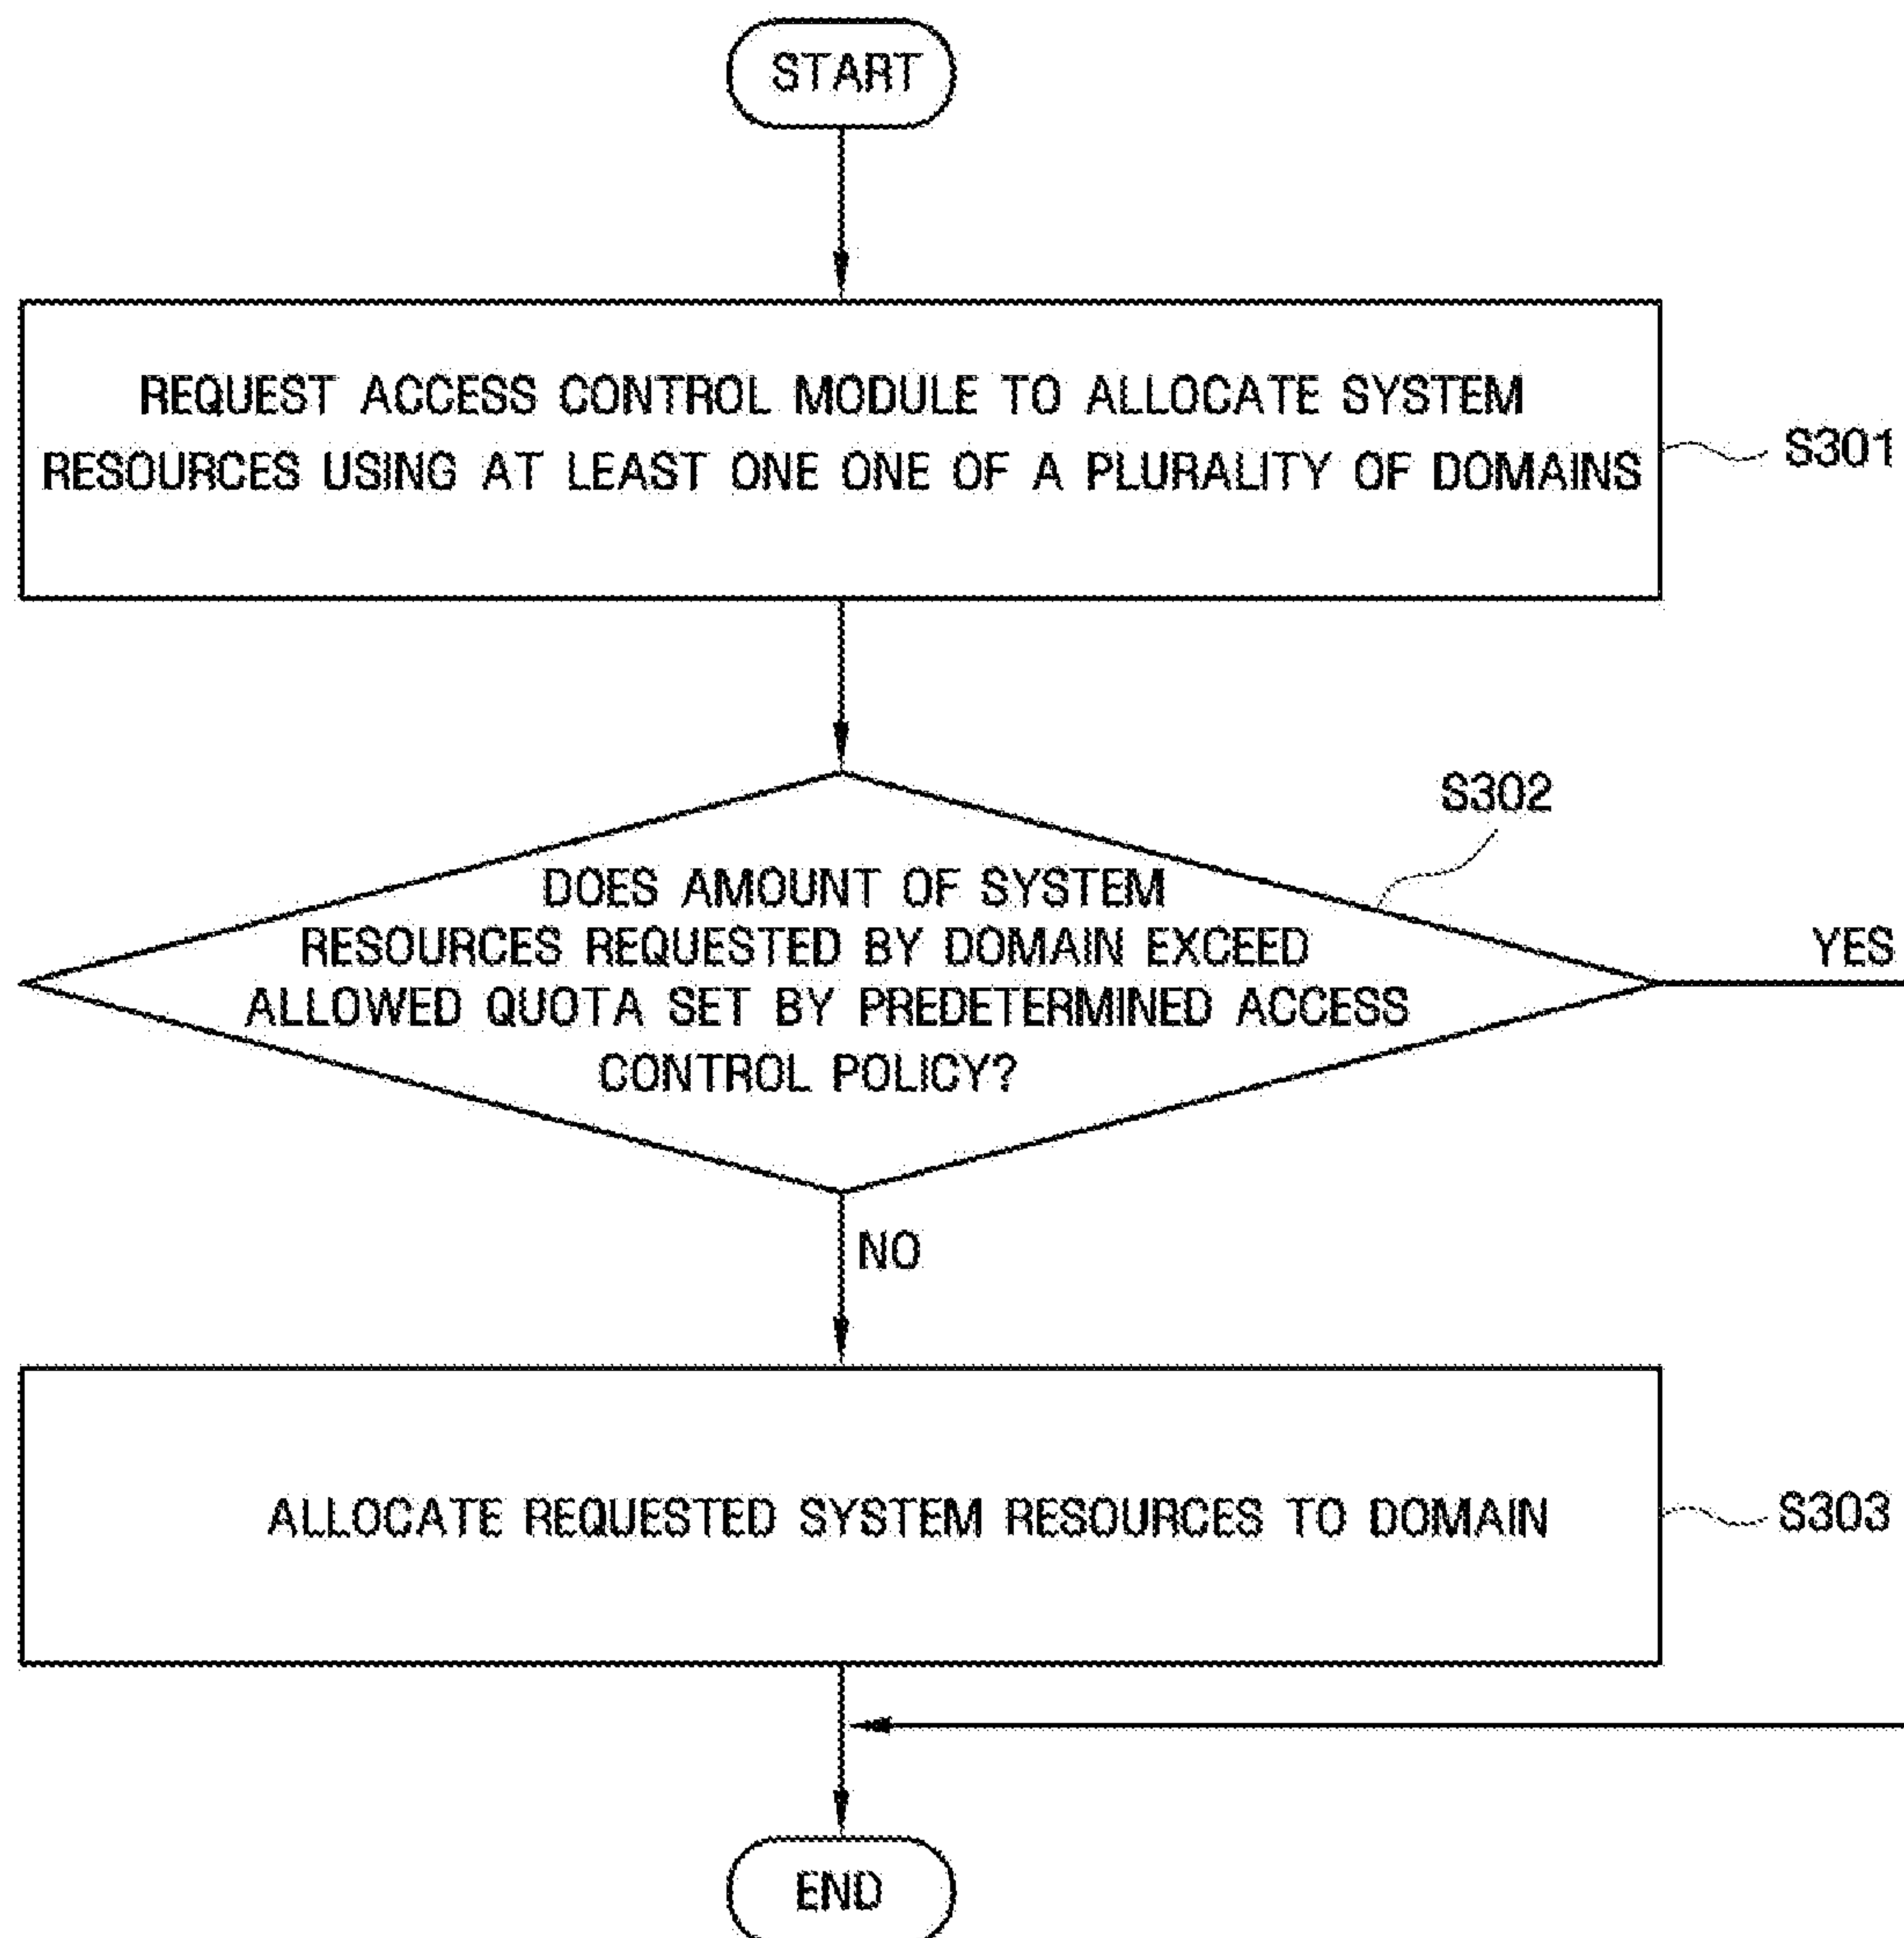 START
REQUEST ACCESS CONTROL MODULE TO ALLOCATE SYSTEM
RESOURCES USING AT LEAST ONE ONE OF A PLURALITY OF DOMAINS
S301
S302
DOES AMOUNT OF SYSTEM
RESOURCES REQUESTED BY DOMAIN EXCEED
ALLOWED QUOTA SET BY PREDETERMINED ACCESS
CONTROL POLICY?
YES
NO
ALLOCATE REQUESTED SYSTEM RESOURCES TO DOMAIN
S303
END